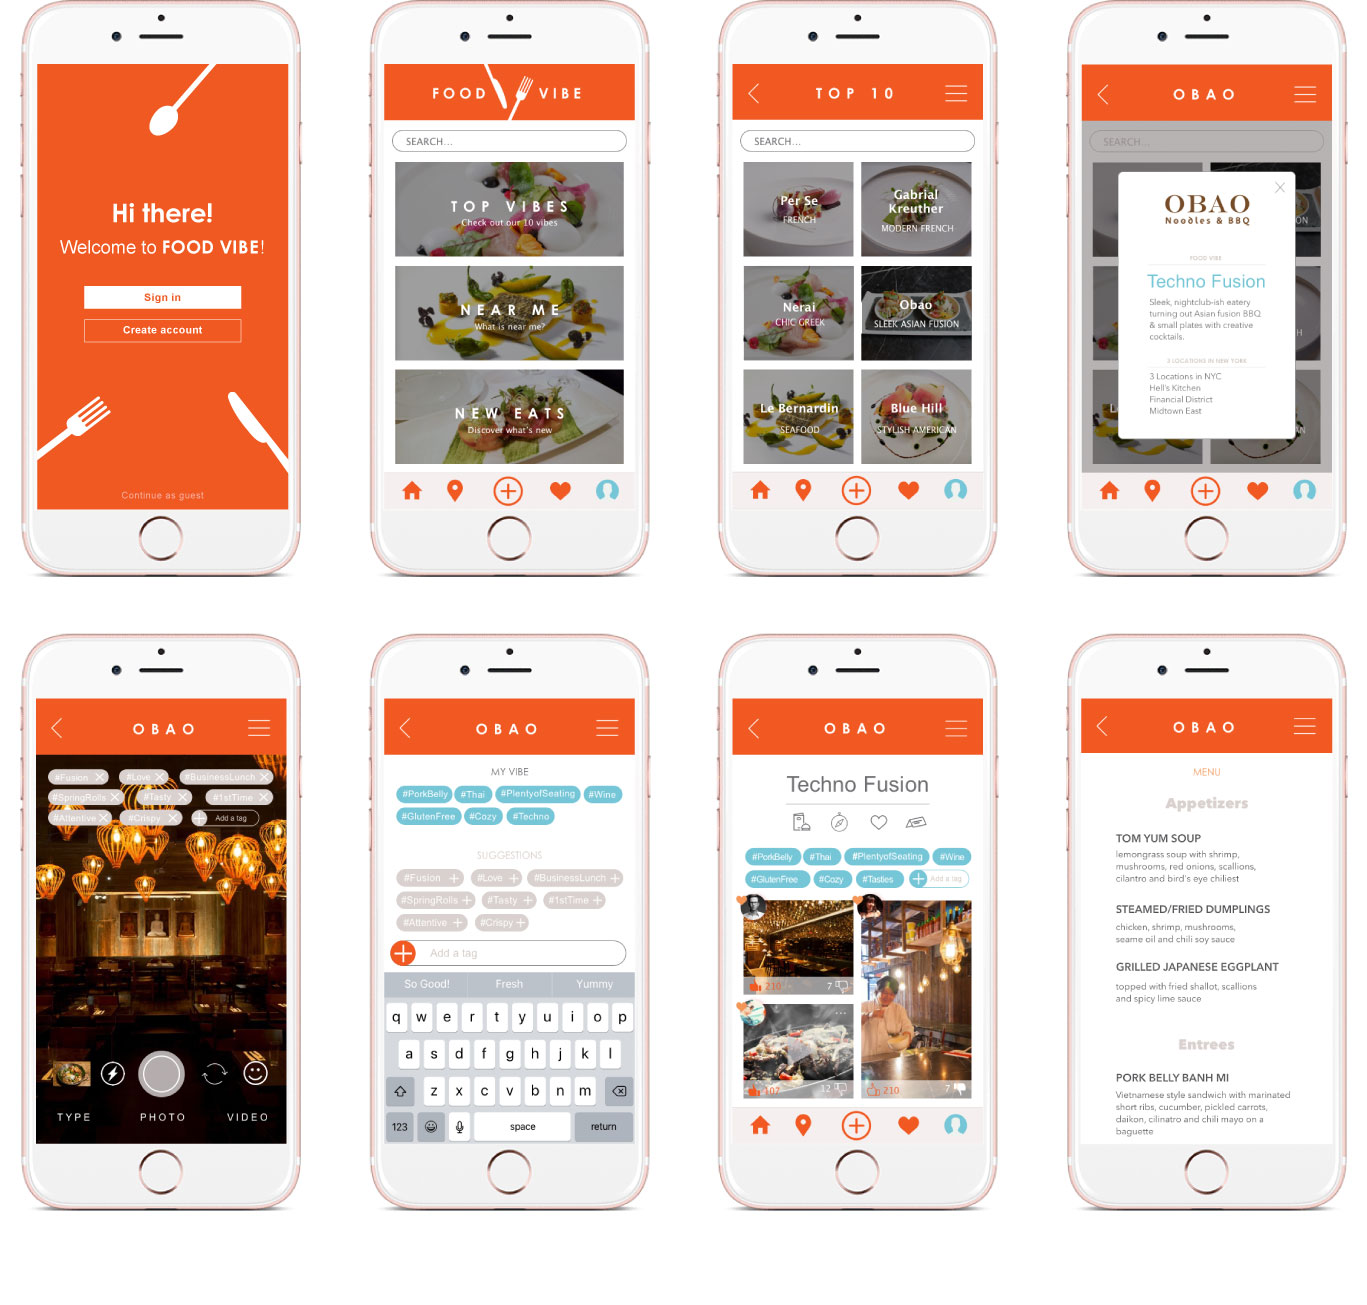 Hi there!
Welcome to FOOD VIBE!
Sign in
Create account
Continue as guest
FOOD VIBE
SEARCH...
TOP VIBES
Check out our 10 vibes
NEAR ME
What is near me?
NEW EATS
Discover what's new
TOP 10
SEARCH...
Per Se
FRENCH
Gabrial
Kreuther
MODERN FRENCH
Nerai
CHIC GREEK
Obao
SLEEK ASIAN FUSION
Le Bernardin
SEAFOOD
Blue Hill
STYLISH AMERICAN
OBAO
SEARCH...
OBAO
Noodles & BBQ
FOOD VIBE
Techno Fusion
Sleek, nightclub-ish eatery
turning out Asian fusion BBQ
& small plates with creative
cocktails.
3 LOCATIONS IN NEW YORK
3 Locations in NYC
Hell's Kitchen
Financial District
Midtown East
OBAO
#Fusion #Love #BusinessLunch
#SpringRolls #Tasty #1stTime
#Attentive #Crispy Add a tag
TYPE PHOTO VIDEO
OBAO
MY VIBE
#PorkBelly #Thai #PlentyofSeating #Wine
#GlutenFree #Cozy #Techno
SUGGESTIONS
#Fusion #Love #BusinessLunch
#SpringRolls #Tasty #1stTime
#Attentive #Crispy
Add a tag
So Good! Fresh Yummy
q w e r t y u i o p
a s d f g h j k l
z x c v b n m
123 space return
OBAO
Techno Fusion
#PorkBelly #Thai #PlentyofSeating #Wine
#GlutenFree #Cozy #Tasties Add a tag
210 7
107 12
210 7
OBAO
MENU
Appetizers
TOM YUM SOUP
lemongrass soup with shrimp,
mushrooms, red onions, scallions,
cilantro and bird's eye chiliest
STEAMED/FRIED DUMPLINGS
chicken, shrimp, mushrooms,
seame oil and chili soy sauce
GRILLED JAPANESE EGGPLANT
topped with fried shallot, scallions
and spicy lime sauce
Entrees
PORK BELLY BANH MI
Vietnamese style sandwich with marinated
short ribs, cucumber, pickled carrots,
daikon, cilinatro and chili mayo on a
baguette